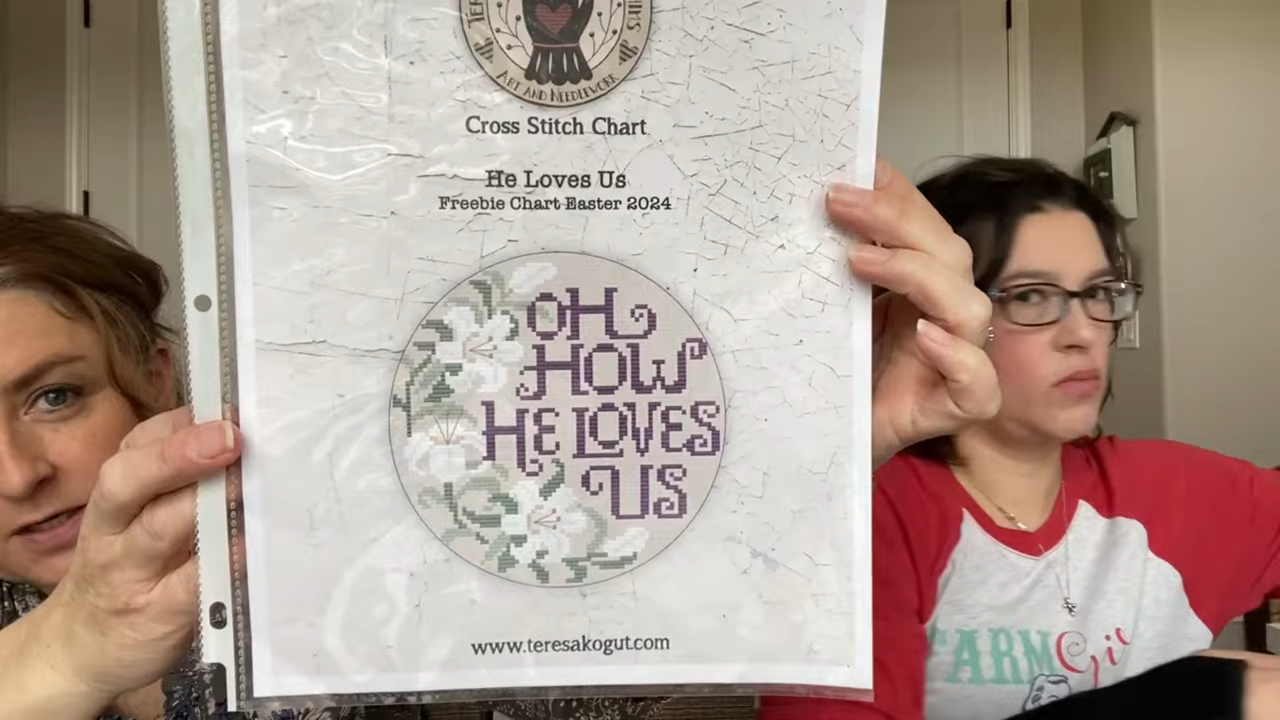 ART AND NEEDLEWORK
Cross Stitch Chart
He Loves Us
Freebie Chart Easter 2024
OH
HOW
HE LOVES
US
www.teresakogut.com
FARM